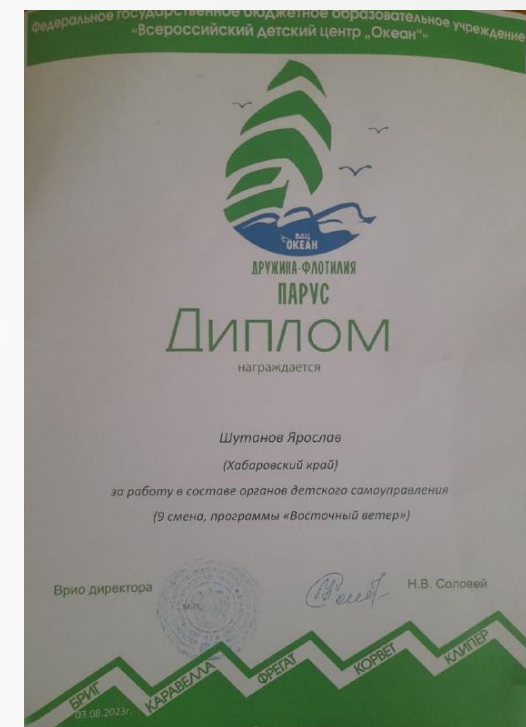 Федеральное государственное бюджетное образовательное учреждение
«Всероссийский детский центр „Океан"»
ВДЦ
ОКЕАН
ДРУЖИНА-ФЛОТИЛИЯ
ПАРУС
Диплом
награждается
Шутанов Ярослав
(Хабаровский край)
за работу в составе органов детского самоуправления
(9 смена, программы «Восточный ветер»)
Врио директора
м.п.
Н.В. Соловей
БРИГ
КАРАВЕЛЛА
ФРЕГАТ
КОРВЕТ
КЛИПЕР
03.08.2023г.